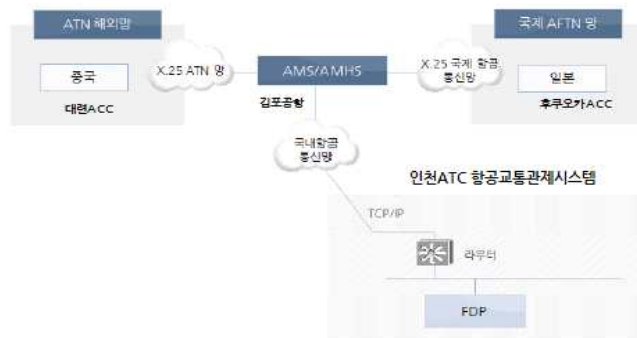 ATN 해외망
국제 AFTN 망
중국
X.25 ATN 망
AMS/AMHS
X.25 국제 항공
통신망
일본
대련ACC
김포공항
후쿠오카ACC
국내항공
통신망
인천ATC 항공교통관제시스템
TCP/IP
라우터
FDP